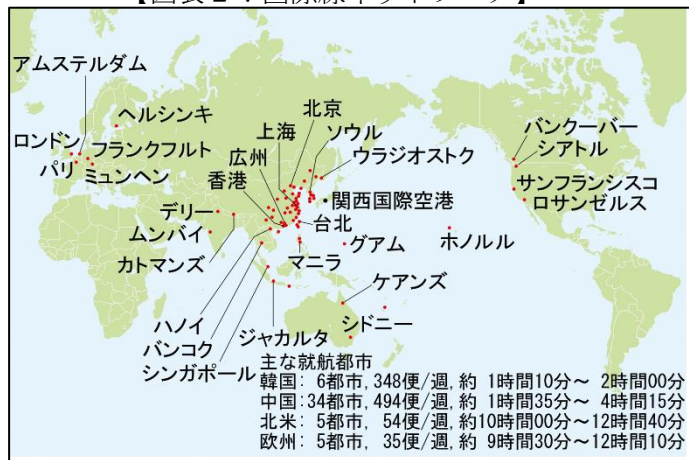 アムステルダム
ヘルシンキ
ロンドン
フランクフルト
パリ
ミュンヘン
北京
上海
ソウル
広州
ウラジオストク
香港
関西国際空港
デリー
台北
ムンバイ
グアム
ホノルル
カトマンズ
マニラ
バンクーバー
シアトル
サンフランシスコ
ロサンゼルス
ケアンズ
ハノイ
ジャカルタ
シドニー
バンコク
シンガポール
主な就航都市
韓国: 6都市, 348便/週, 約 1時間10分～ 2時間00分
中国:34都市, 494便/週, 約 1時間35分～ 4時間15分
北米: 5都市, 54便/週, 約10時間00分～12時間40分
欧州: 5都市, 35便/週, 約 9時間30分～12時間10分